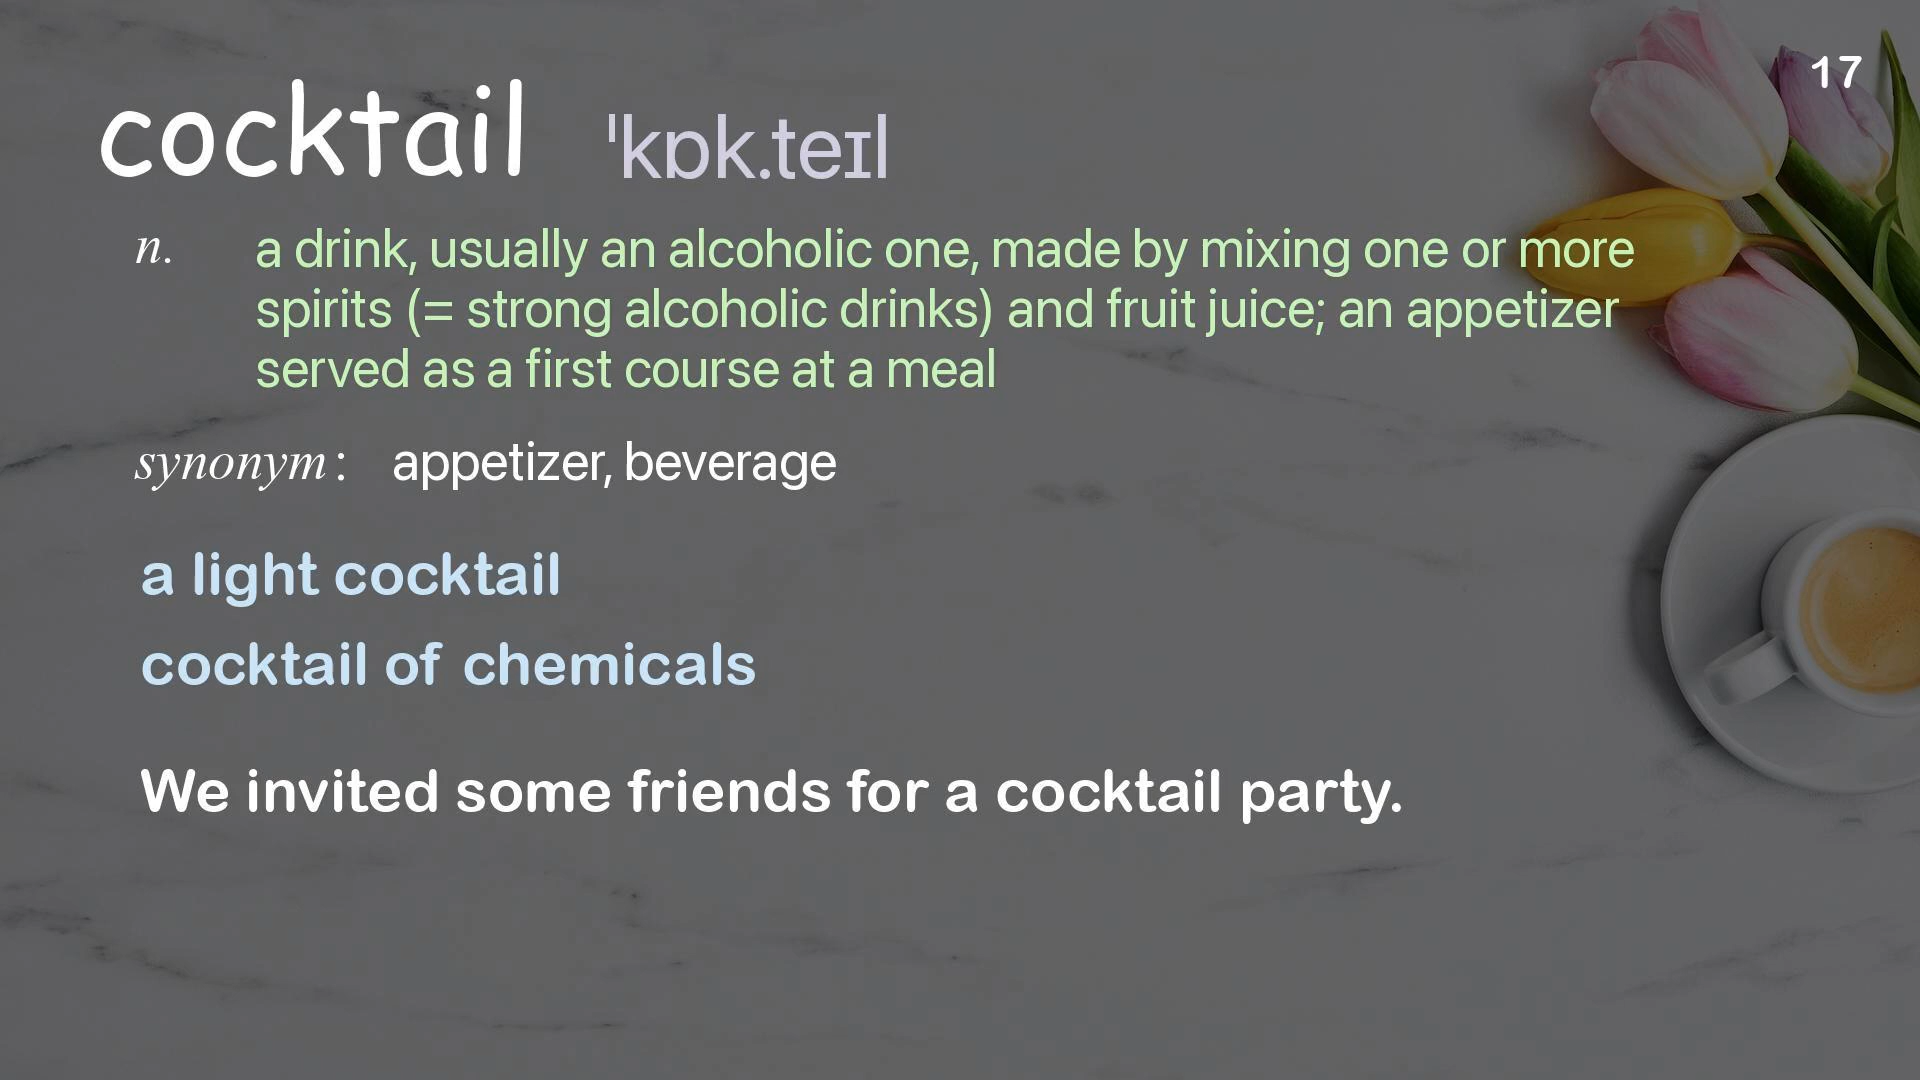 17
cocktail ˈkɒk.teɪl
n. a drink, usually an alcoholic one, made by mixing one or more
spirits (= strong alcoholic drinks) and fruit juice; an appetizer
served as a first course at a meal
synonym: appetizer, beverage
a light cocktail
cocktail of chemicals
We invited some friends for a cocktail party.